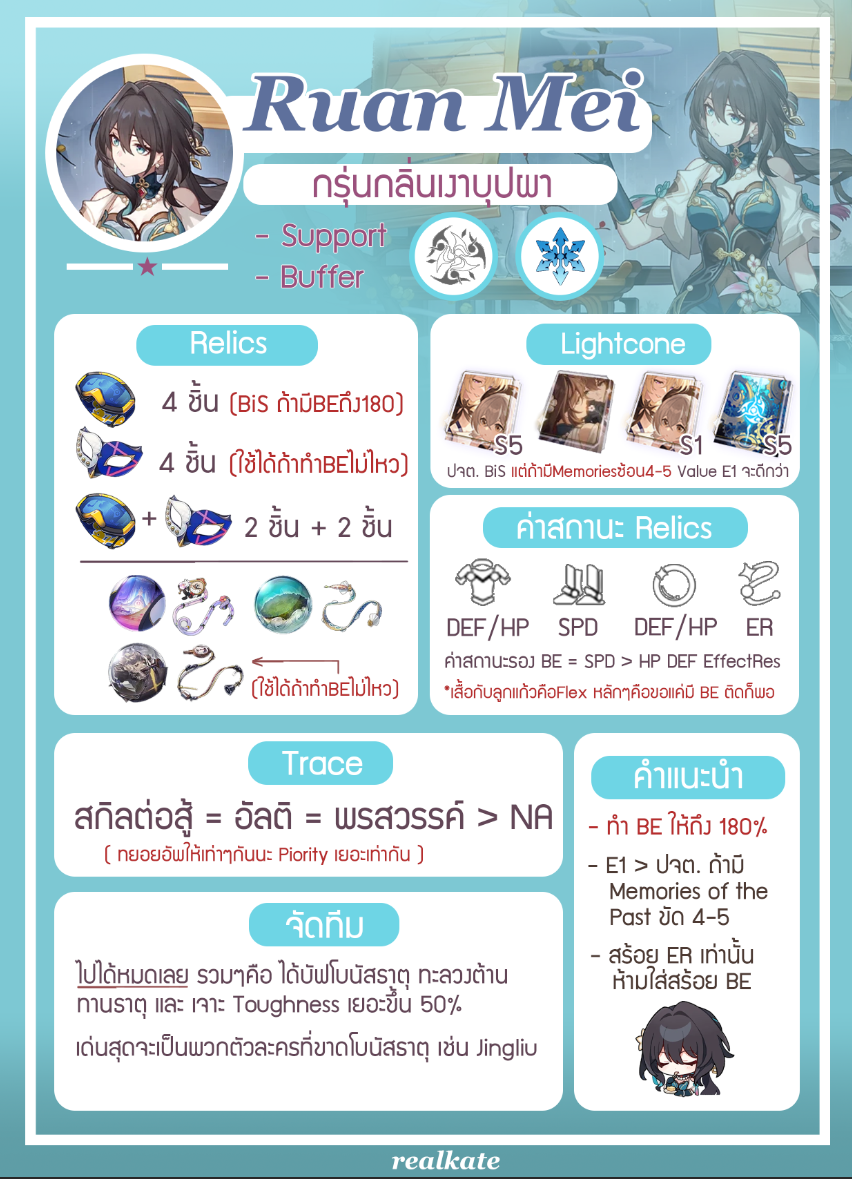 Ruan Mei
กรุ่นกลิ่นเงาบุปผา
- Support
- Buffer
Relics
4 ชิ้น (BiS ถ้ามีBEถึง180)
4 ชิ้น (ใช้ได้ถ้าทำBEไม่ไหว)
+ 2 ชิ้น + 2 ชิ้น
(ใช้ได้ถ้าทำBEไม่ไหว)
Lightcone
S5 S1 S5
ปจต. BiS แต่ถ้ามีMemoriesซ้อน4-5 Value E1 จะดีกว่า
ค่าสถานะ Relics
DEF/HP SPD DEF/HP ER
ค่าสถานะรอง BE = SPD > HP DEF EffectRes
*เสื้อกับลูกแก้วคือFlex หลักๆคือขอแค่มี BE ติดก็พอ
Trace
สกิลต่อสู้ = อัลติ = พรสวรรค์ > NA
( ทยอยอัพให้เท่าๆกันนะ Piority เยอะเท่ากัน )
คำแนะนำ
- ทำ BE ให้ถึง 180%
- E1 > ปจต. ถ้ามี
Memories of the
Past ขัด 4-5
- สร้อย ER เท่านั้น
ห้ามใส่สร้อย BE
จัดทีม
ไปได้หมดเลย รวมๆคือ ได้บัฟโบนัสธาตุ ทะลวงต้าน
ทานธาตุ และ เจาะ Toughness เยอะขึ้น 50%
เด่นสุดจะเป็นพวกตัวละครที่ขาดโบนัสธาตุ เช่น Jingliu
realkate